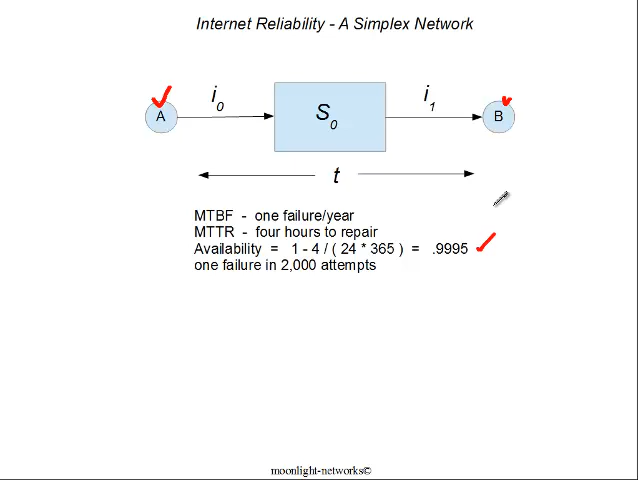 Internet Reliability - A Simplex Network
A
i0
S0
i1
B
t
MTBF - one failure/year
MTTR - four hours to repair
Availability = 1 - 4 / ( 24 * 365 ) = .9995
one failure in 2,000 attempts
moonlight-networks©